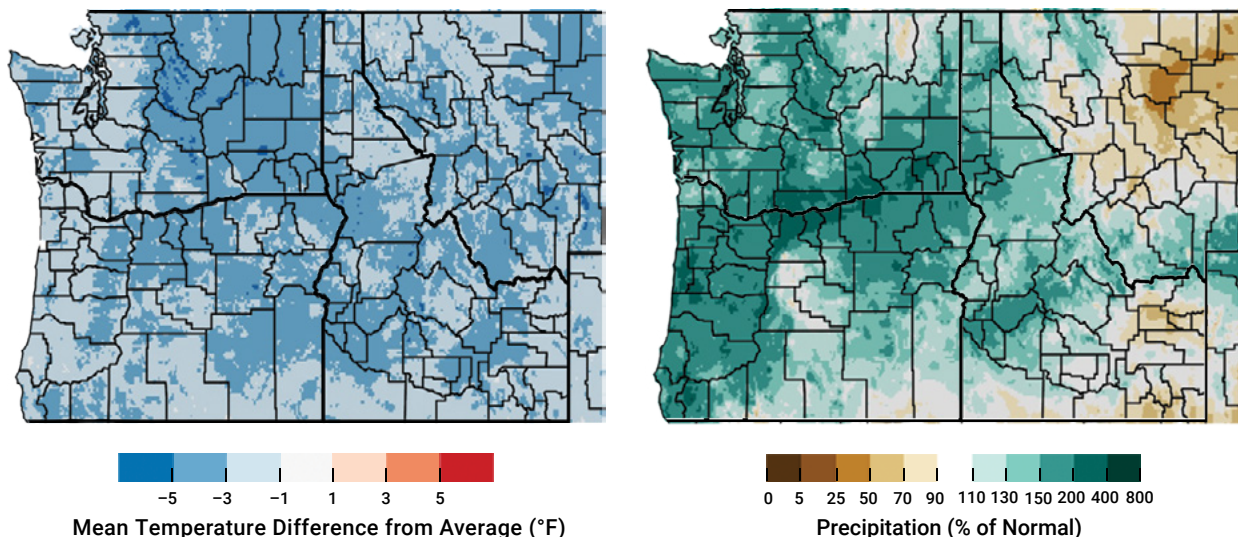 −5 −3 −1 1 3 5
Mean Temperature Difference from Average (°F)
0 5 25 50 70 90 110 130 150 200 400 800
Precipitation (% of Normal)